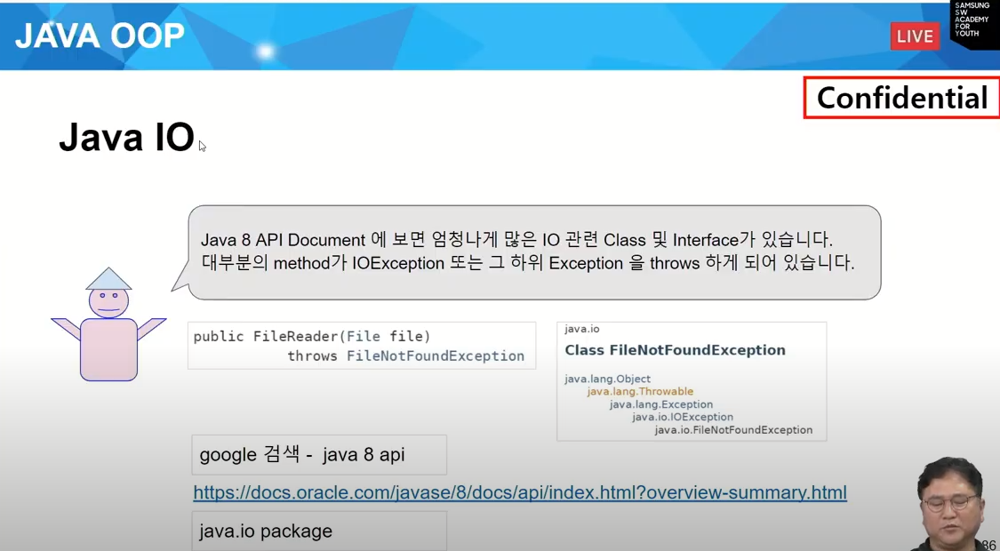 JAVA OOP
LIVE
SAMSUNG
SW
ACADEMY
FOR
YOUTH
Confidential
Java IO
Java 8 API Document 에 보면 엄청나게 많은 IO 관련 Class 및 Interface가 있습니다.
대부분의 method가 IOException 또는 그 하위 Exception 을 throws 하게 되어 있습니다.
public FileReader(File file)
throws FileNotFoundException
java.io
Class FileNotFoundException
java.lang.Object
java.lang.Throwable
java.lang.Exception
java.io.IOException
java.io.FileNotFoundException
google 검색 - java 8 api
https://docs.oracle.com/javase/8/docs/api/index.html?overview-summary.html
java.io package
86